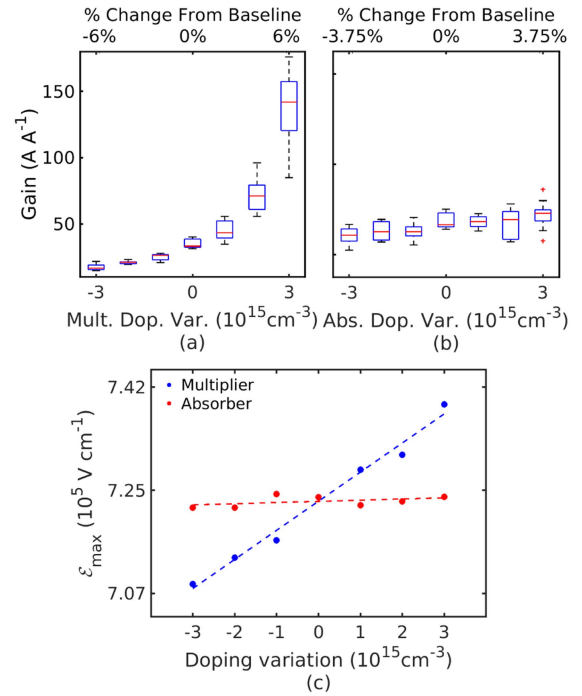 % Change From Baseline
-6% 0% 6%
% Change From Baseline
-3.75% 0% 3.75%
Gain (A A⁻¹)
150
100
50
-3 0 3
-3 0 3
Mult. Dop. Var. (10¹⁵cm⁻³)
Abs. Dop. Var. (10¹⁵cm⁻³)
(a)
(b)
Multiplier
Absorber
ℰmax (10⁵ V cm⁻¹)
7.42
7.25
7.07
-3 -2 -1 0 1 2 3
Doping variation (10¹⁵cm⁻³)
(c)